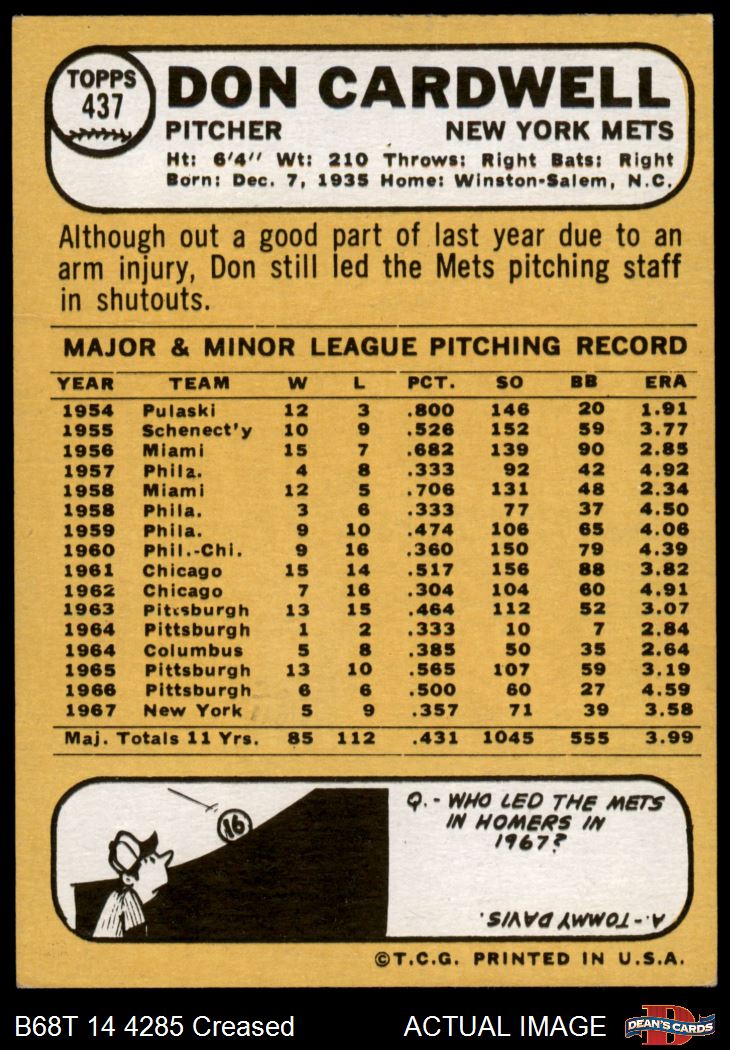 TOPPS
437
DON CARDWELL
PITCHER NEW YORK METS
Ht: 6'4" Wt: 210 Throws: Right Bats: Right
Born: Dec. 7, 1935 Home: Winston-Salem, N.C.
Although out a good part of last year due to an
arm injury, Don still led the Mets pitching staff
in shutouts.
MAJOR & MINOR LEAGUE PITCHING RECORD
YEAR TEAM W L PCT. SO BB ERA
1954 Pulaski 12 3 .800 146 20 1.91
1955 Schenect'y 10 9 .526 152 59 3.77
1956 Miami 15 7 .682 139 90 2.85
1957 Phila. 4 8 .333 92 42 4.92
1958 Miami 12 5 .706 131 48 2.34
1958 Phila. 3 6 .333 77 37 4.50
1959 Phila. 9 10 .474 106 65 4.06
1960 Phil.-Chi. 9 16 .360 150 79 4.39
1961 Chicago 15 14 .517 156 88 3.82
1962 Chicago 7 16 .304 104 60 4.91
1963 Pittsburgh 13 15 .464 112 52 3.07
1964 Pittsburgh 1 2 .333 10 7 2.84
1964 Columbus 5 8 .385 50 35 2.64
1965 Pittsburgh 13 10 .565 107 59 3.19
1966 Pittsburgh 6 6 .500 60 27 4.59
1967 New York 5 9 .357 71 39 3.58
Maj. Totals 11 Yrs. 85 112 .431 1045 555 3.99
16
Q.- WHO LED THE METS
IN HOMERS IN
1967?
A.- TOMMY DAVIS.
©T.C.G. PRINTED IN U.S.A.
B68T 14 4285 Creased ACTUAL IMAGE
DEAN'S CARDS